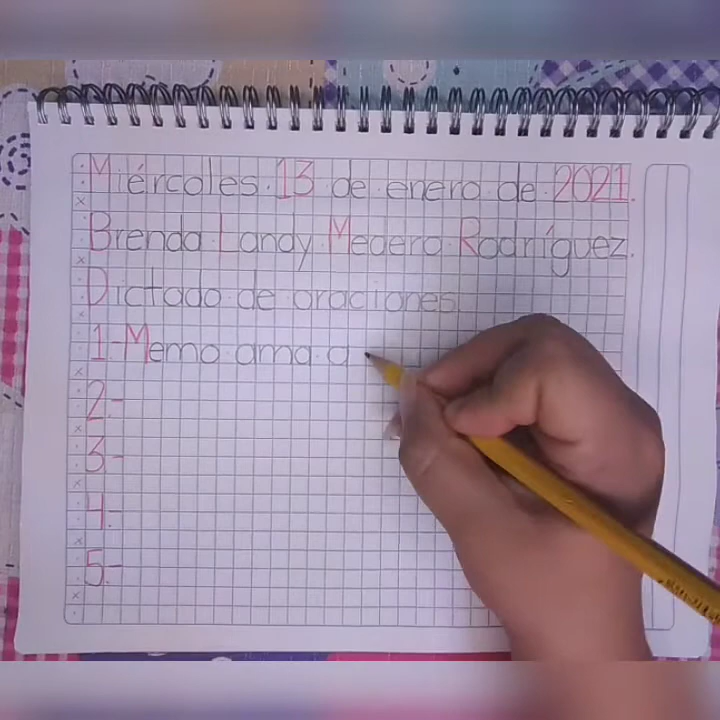 Miércoles 13 de enero de 2021.
Brenda Landy Medero Rodríguez.
Dictado de oraciones
1.-Memo ama a
2.-
3.-
4.-
5.-